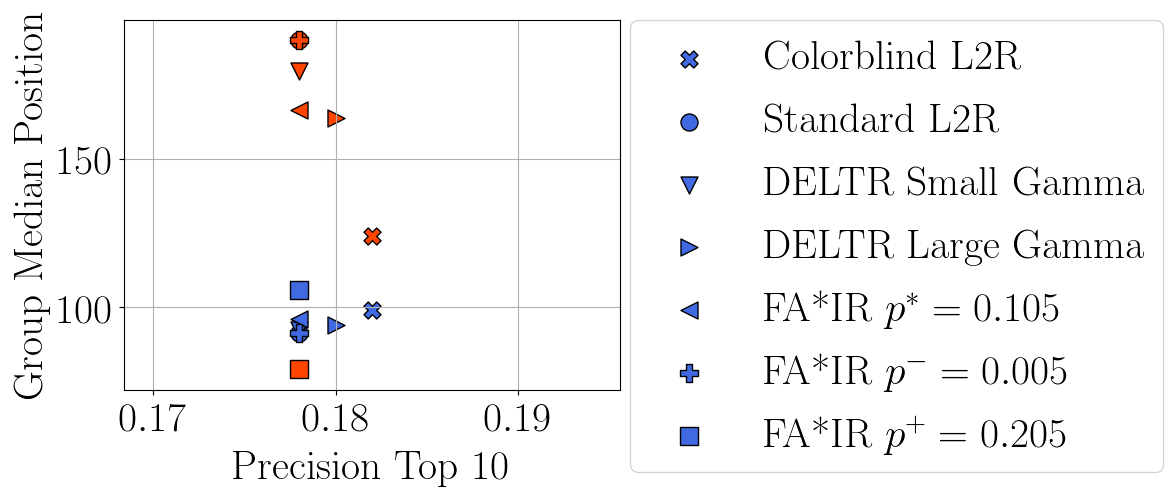 Group Median Position
150
100
0.17 0.18 0.19
Precision Top 10
Colorblind L2R
Standard L2R
DELTR Small Gamma
DELTR Large Gamma
FA*IR p* = 0.105
FA*IR p⁻ = 0.005
FA*IR p⁺ = 0.205